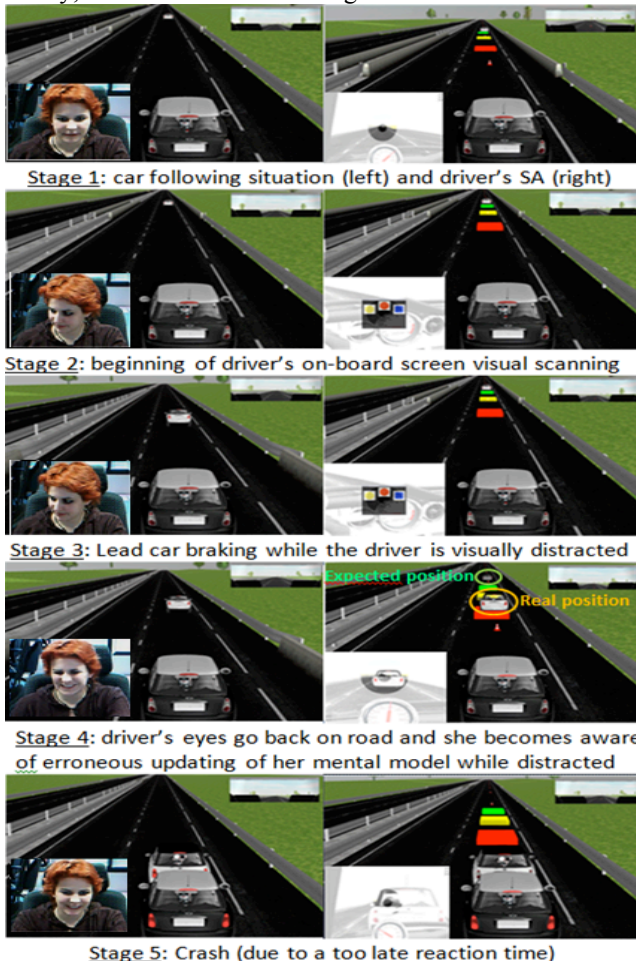 Stage 1: car following situation (left) and driver's SA (right)
Stage 2: beginning of driver's on-board screen visual scanning
Stage 3: Lead car braking while the driver is visually distracted
Expected position
Real position
Stage 4: driver's eyes go back on road and she becomes aware
of erroneous updating of her mental model while distracted
Stage 5: Crash (due to a too late reaction time)